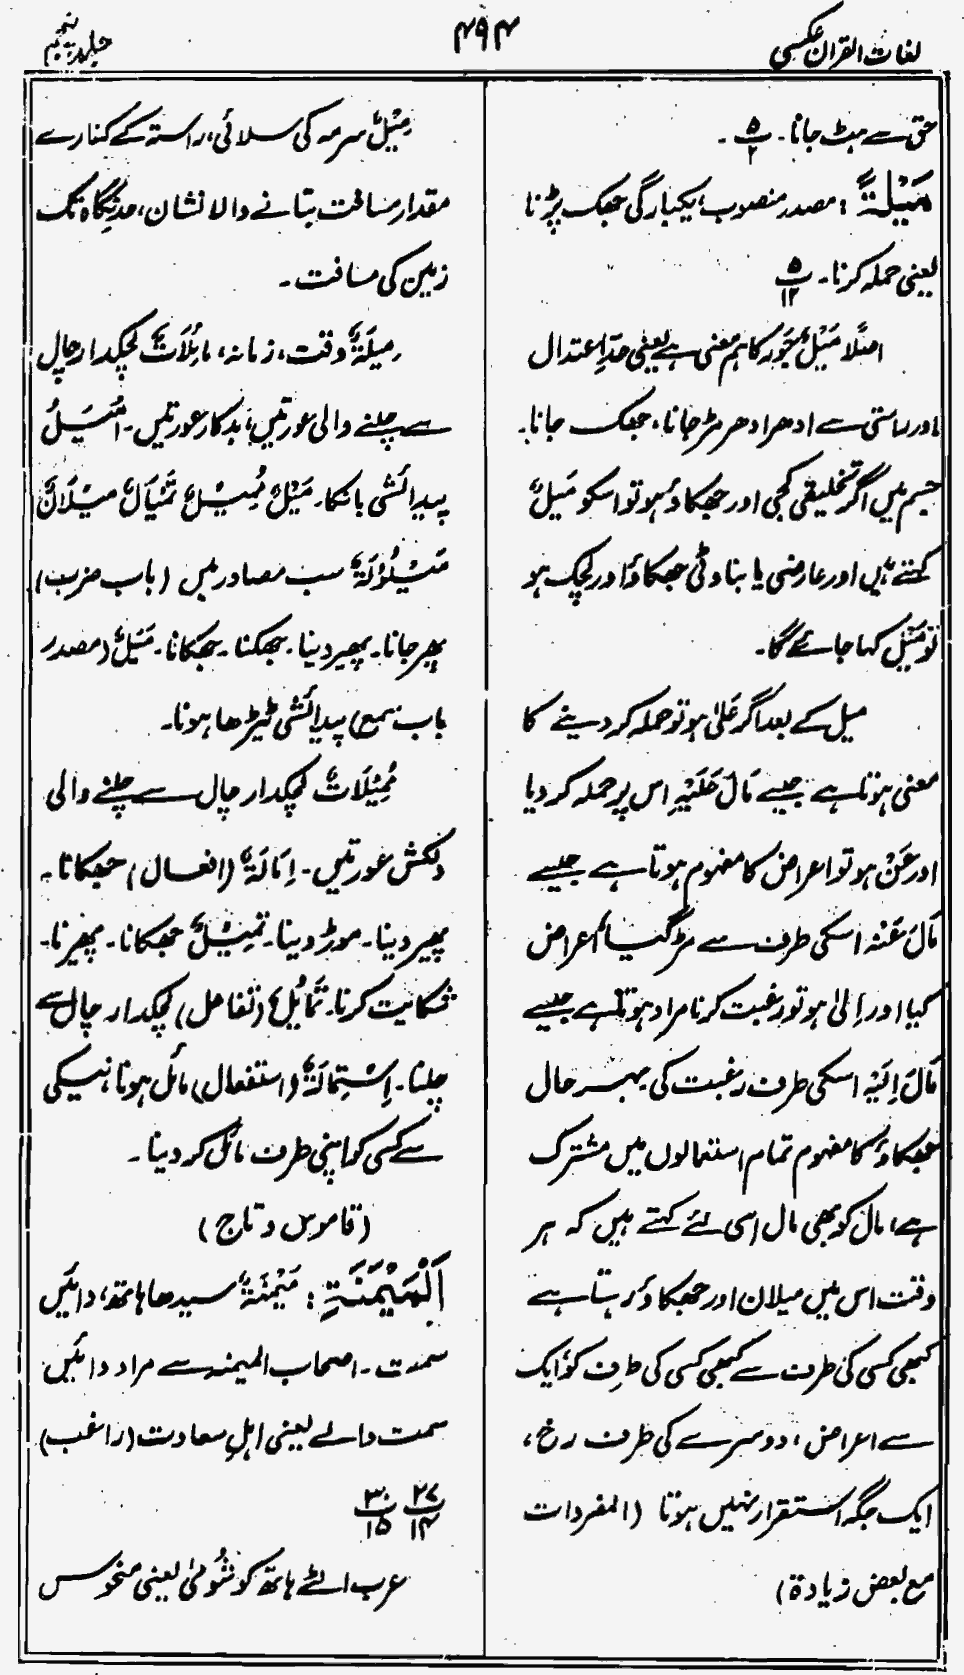 لغات القرآن عکسی
۴۹۴
جلد پنجم
حق سے ہٹ جانا۔ ۵/۲ ۔
مَیْلَۃً : مصدر منصوب، یکبارگی جھک پڑنا
یعنی حملہ کرنا۔ ۵/۱۲
اصلًا مَیْلٌ جَوْر کا ہم معنی ہے یعنی حدِّ اعتدال
اور راستی سے ادھر ادھر مڑ جانا، جھک جانا۔
جسم میں اگر تخلیقی کجی اور جھکاؤ ہو تو اسکو مَیَلٌ
کہتے ہیں اور عارضی یا بناوٹی جھکاؤ اور لچک ہو
تو مَیْل کہا جائے گا۔
میل کے بعد اگر عَلیٰ ہو تو حملہ کر دینے کا
معنی ہوتا ہے جیسے مَالَ عَلَیْہِ اس پر حملہ کر دیا
اور عَنْ ہو تو اعراض کا مفہوم ہوتا ہے جیسے
مَالَ عَنْہ اسکی طرف سے مڑ گیا، اعراض
کیا اور اِلیٰ ہو تو رغبت کرنا مراد ہوتا ہے جیسے
مَالَ اِلَیْہِ اسکی طرف رغبت کی بہر حال
جھکاؤ کا مفہوم تمام استعمالوں میں مشترک
ہے، مال کو بھی مال اسی لئے کہتے ہیں کہ ہر
وقت اس میں میلان اور جھکاؤ رہتا ہے
کبھی کسی کی طرف سے کبھی کسی کی طرف کو، ایک
سے اعراض، دوسرے کی طرف رخ،
ایک جگہ استقرار نہیں ہوتا (المفردات
مع بعض زیادۃ)
مِیْلٌ سرمہ کی سلائی، راستہ کے کنارے
مقدار مسافت بتانے والا نشان، حد نگاہ تک
زمین کی مسافت۔
مِیلَۃٌ وقت، زمانہ، مائِلَاتٌ لچکدار چال
سے چلنے والی عورتیں، بدکار عورتیں۔ اَمْیَلُ
پیدائشی بانکا۔ مَیْلٌ مُمِیْلٌ تَمْیَالٌ مَیْلَانٌ
مَیْلُوْلَۃٌ سب مصادر ہیں (باب ضرب)
پھر جانا۔ پھیر دینا۔ جھکنا۔ جھکانا۔ مَیَلٌ (مصدر
باب سمع) پیدائشی ٹیڑھا ہونا۔
مُمِیْلَاتٌ لچکدار چال سے چلنے والی
دلکش عورتیں۔ اِمَالَۃٌ (افعال) جھکانا۔
پھیر دینا۔ موڑ دینا۔ تمیِیْلٌ جھکانا۔ پھیرنا۔
شکایت کرنا۔ تَمَایُلٌ (تفاعل) لچکدار چال سے
چلنا۔ اِسْتِمَالَۃٌ (استفعال) مائل ہونا نیکی
سے کسی کو اپنی طرف مائل کر دینا۔
(قاموس و تاج)
اَلْمَیْمَنَۃِ : مَیْمَنَۃٌ سیدھا ہاتھ، دائیں
سمت۔ اصحاب المیمنہ سے مراد دائیں
سمت والے یعنی اہلِ سعادت (راغب)
۲۷/۱۴ ۳۰/۱۵
عرب الٹے ہاتھ کو شُومیٰ یعنی منحوس